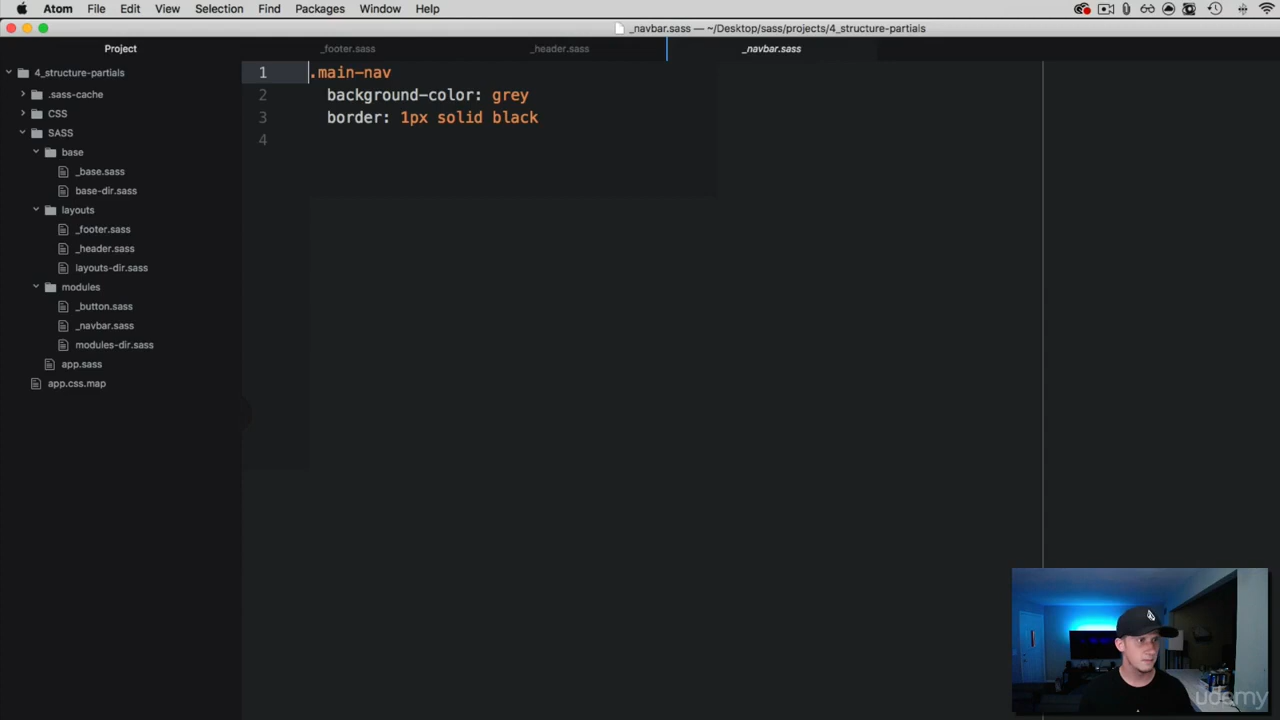 Atom File Edit View Selection Find Packages Window Help
_navbar.sass — ~/Desktop/sass/projects/4_structure-partials
Project
_footer.sass
_header.sass
_navbar.sass
4_structure-partials
.sass-cache
CSS
SASS
base
_base.sass
base-dir.sass
layouts
_footer.sass
_header.sass
layouts-dir.sass
modules
_button.sass
_navbar.sass
modules-dir.sass
app.sass
app.css.map
1 .main-nav
2 background-color: grey
3 border: 1px solid black
4
udemy